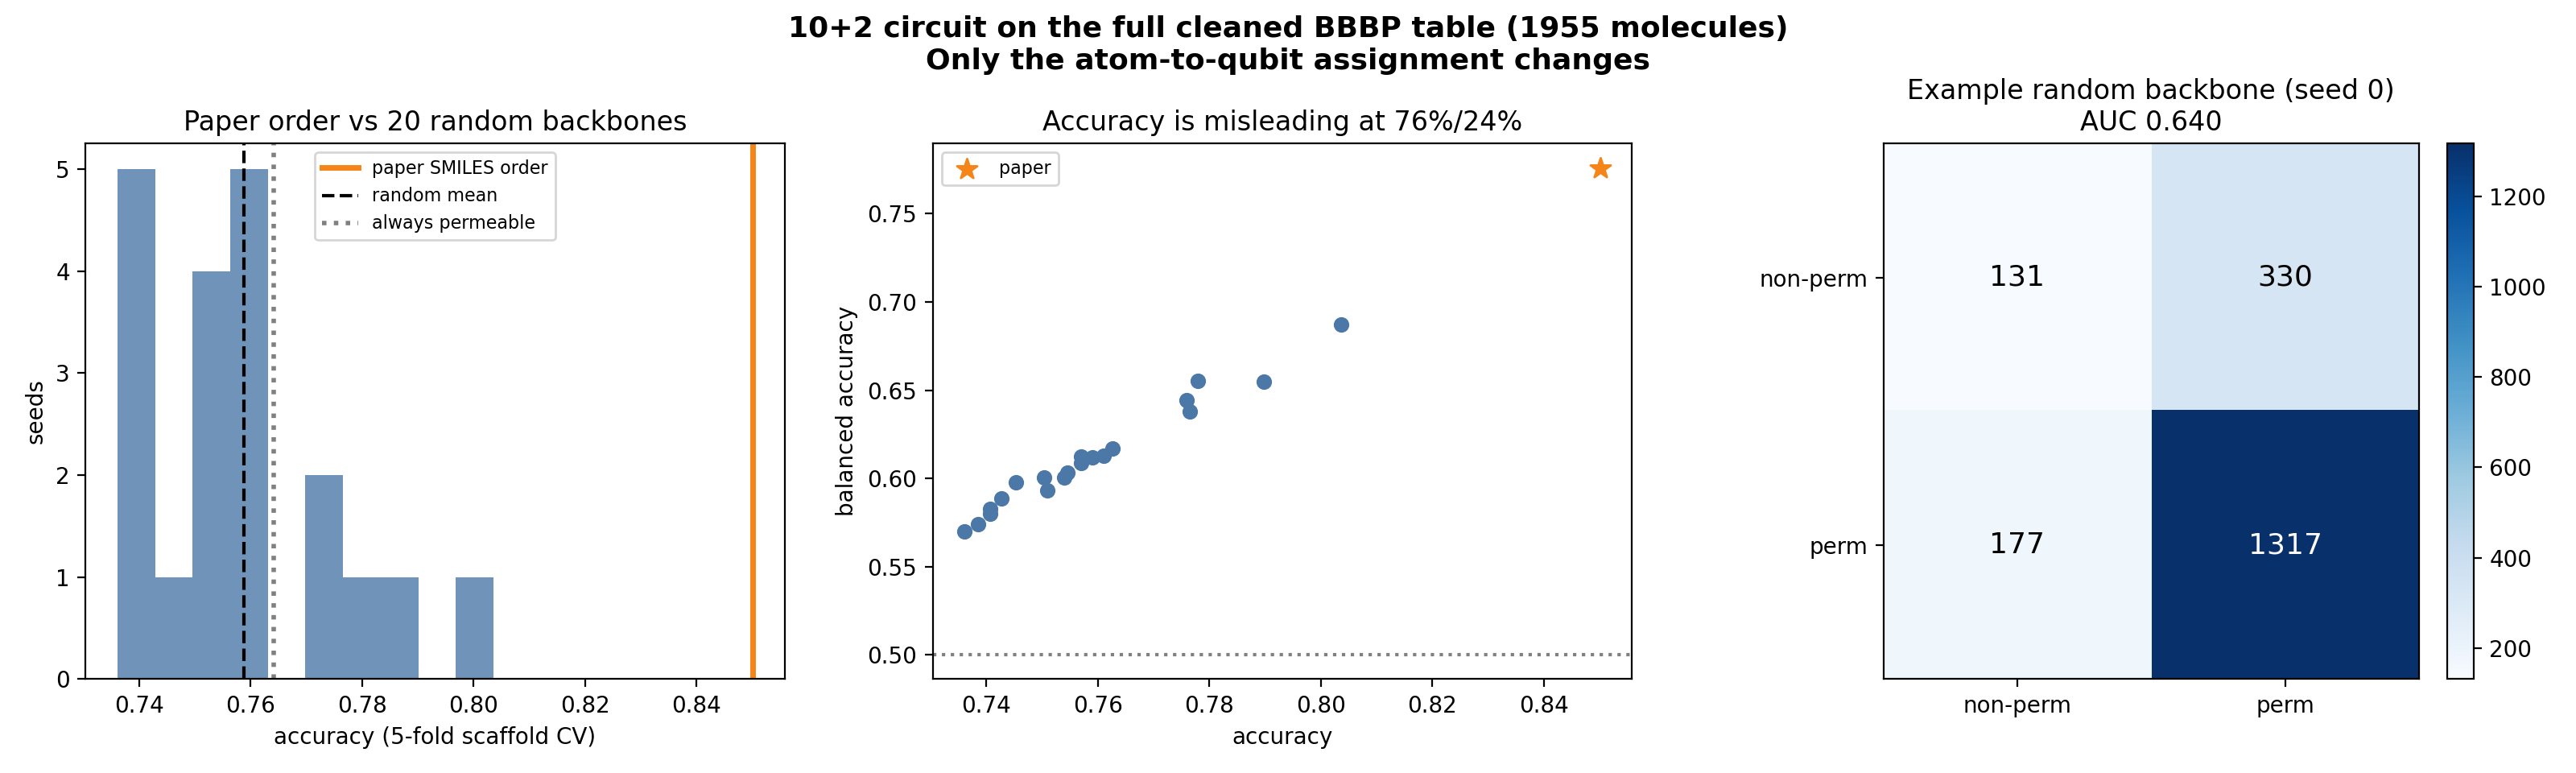 10+2 circuit on the full cleaned BBBP table (1955 molecules)
Only the atom-to-qubit assignment changes
Paper order vs 20 random backbones
5
4
3
2
1
0
seeds
paper SMILES order
random mean
always permeable
0.74 0.76 0.78 0.80 0.82 0.84
accuracy (5-fold scaffold CV)
Accuracy is misleading at 76%/24%
paper
0.75
0.70
0.65
0.60
0.55
0.50
balanced accuracy
0.74 0.76 0.78 0.80 0.82 0.84
accuracy
Example random backbone (seed 0)
AUC 0.640
non-perm
131 330
perm
177 1317
non-perm perm
1200
1000
800
600
400
200